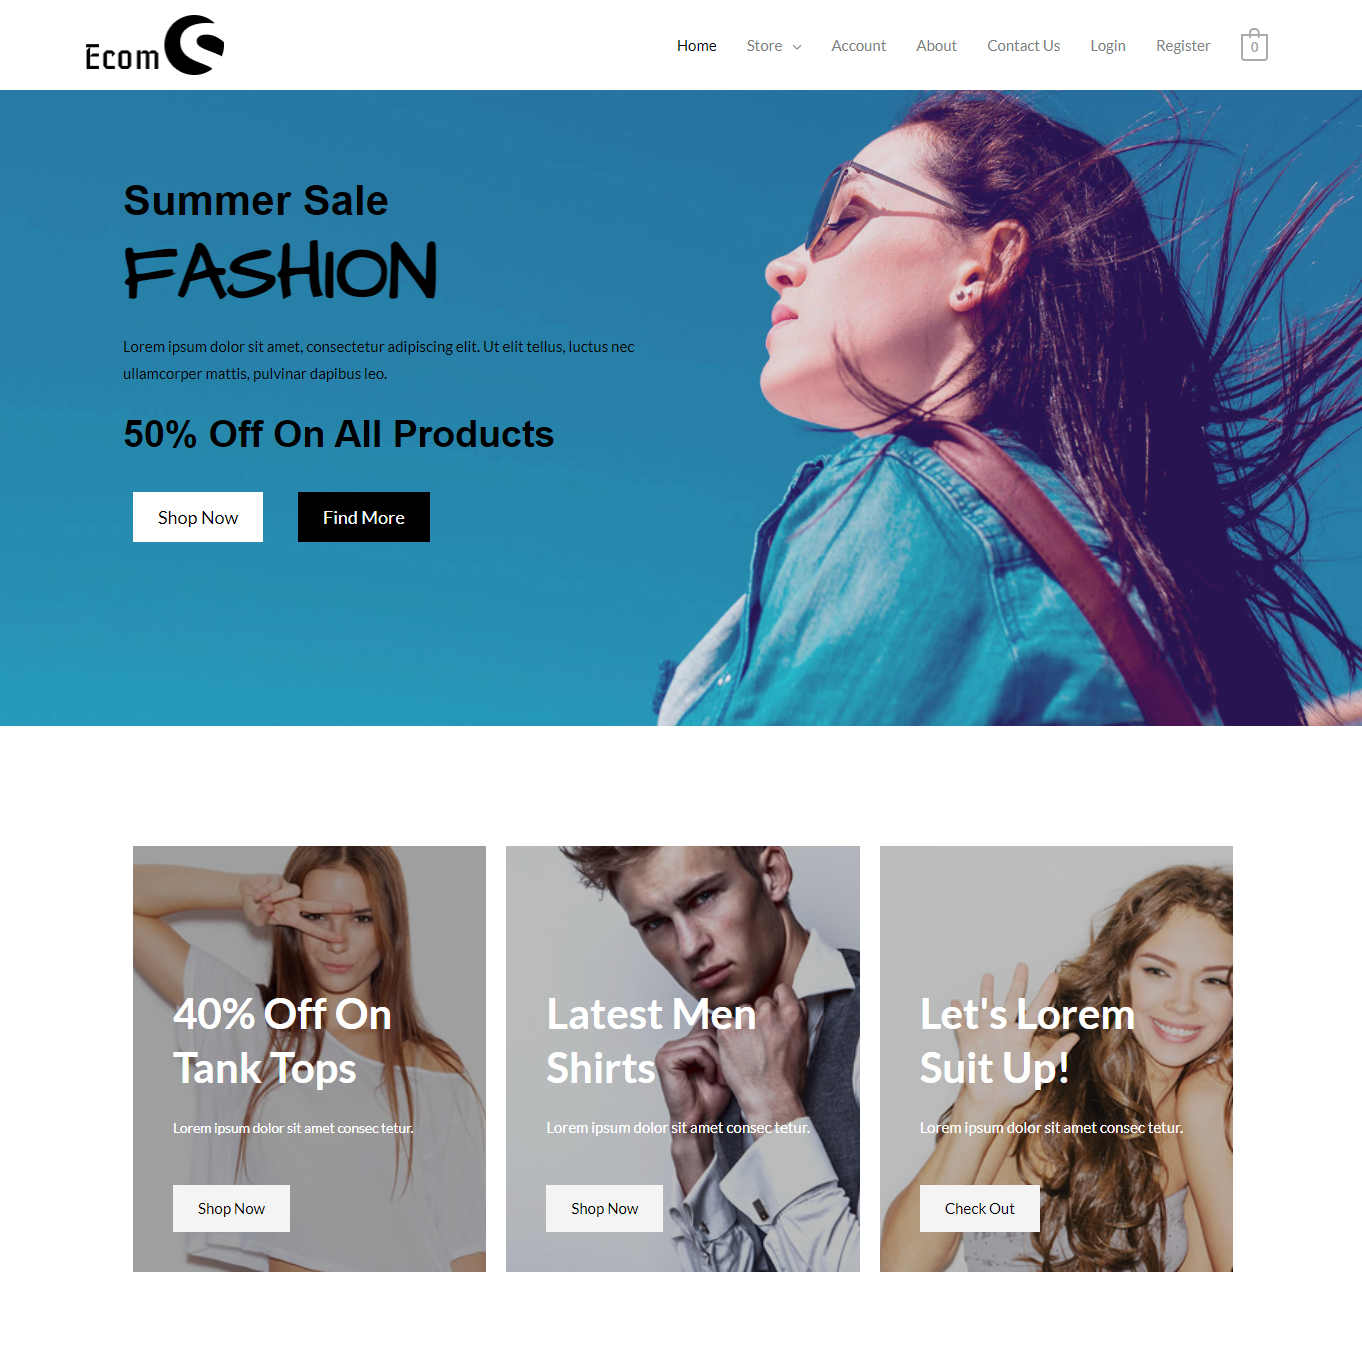 Ecom
Home Store Account About Contact Us Login Register 0
Summer Sale
FASHION
Lorem ipsum dolor sit amet, consectetur adipiscing elit. Ut elit tellus, luctus nec
ullamcorper mattis, pulvinar dapibus leo.
50% Off On All Products
Shop Now Find More
40% Off On
Tank Tops
Lorem ipsum dolor sit amet consec tetur.
Shop Now
Latest Men
Shirts
Lorem ipsum dolor sit amet consec tetur.
Shop Now
Let's Lorem
Suit Up!
Lorem ipsum dolor sit amet consec tetur.
Check Out